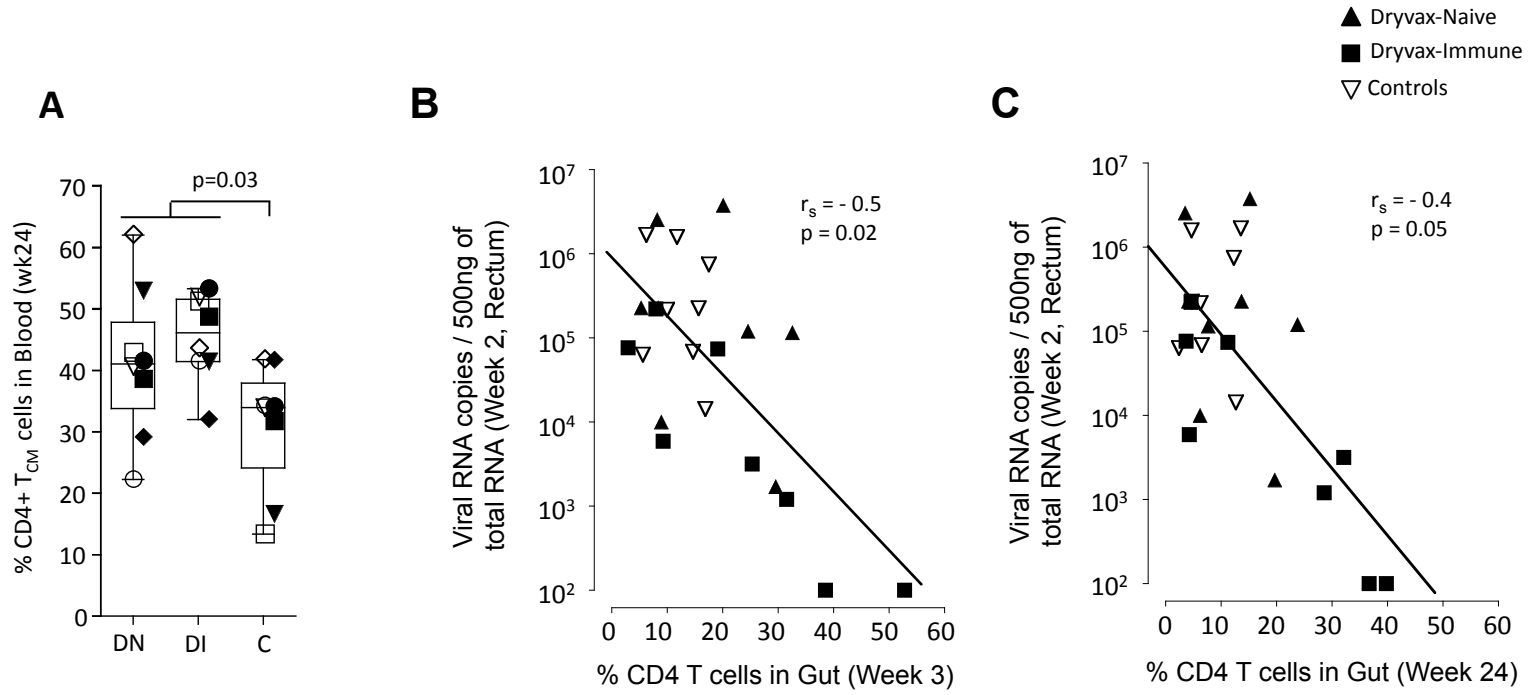 Dryvax-Naive
Dryvax-Immune
Controls
A
% CD4+ TCM cells in Blood (wk24)
p=0.03
70
60
50
40
30
20
10
0
DN DI C
B
Viral RNA copies / 500ng of
total RNA (Week 2, Rectum)
10^7
10^6
10^5
10^4
10^3
10^2
rs = - 0.5
p = 0.02
0 10 20 30 40 50 60
% CD4 T cells in Gut (Week 3)
C
Viral RNA copies / 500ng of
total RNA (Week 2, Rectum)
10^7
10^6
10^5
10^4
10^3
10^2
rs = - 0.4
p = 0.05
0 10 20 30 40 50 60
% CD4 T cells in Gut (Week 24)